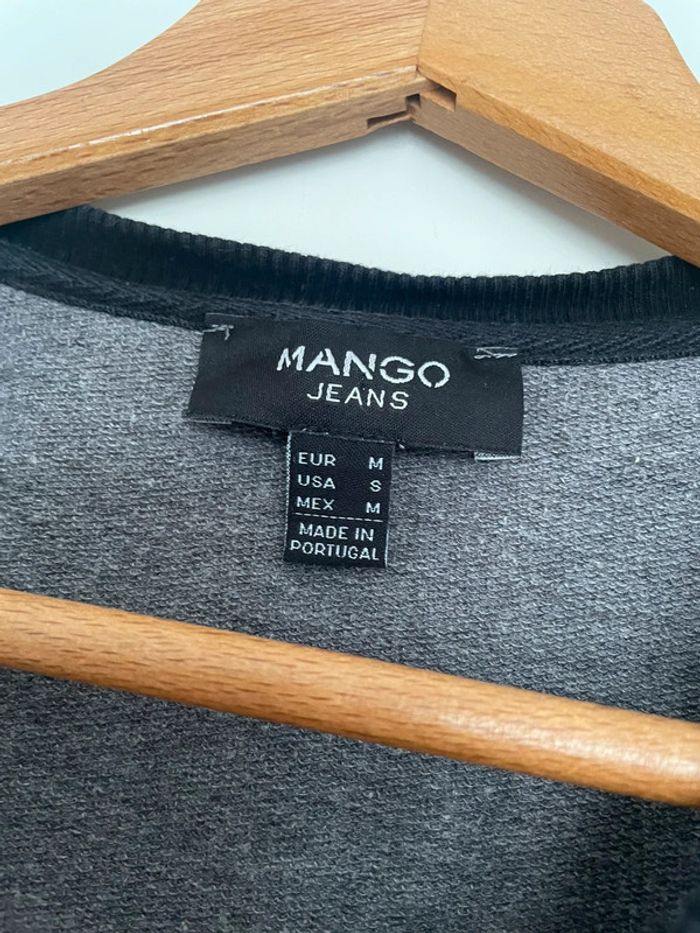 MANGO
JEANS
EUR M
USA S
MEX M
MADE IN
PORTUGAL